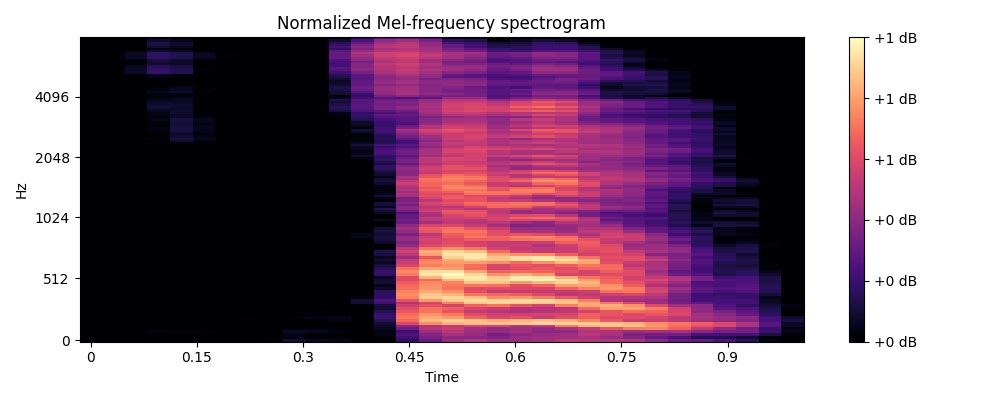 Normalized Mel-frequency spectrogram
Hz
4096
2048
1024
512
0
0 0.15 0.3 0.45 0.6 0.75 0.9
Time
+1 dB
+1 dB
+1 dB
+0 dB
+0 dB
+0 dB